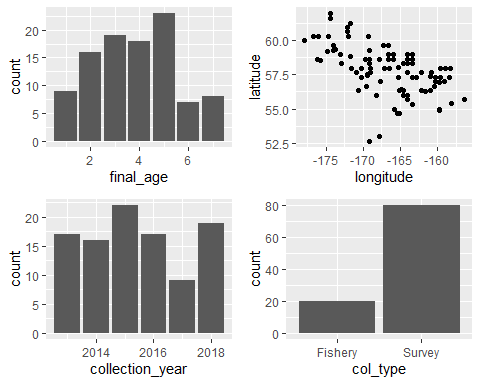 20
15
10
5
0
count
2
4
6
final_age
60.0
57.5
55.0
52.5
latitude
-175
-170
-165
-160
longitude
20
15
10
5
0
count
2014
2016
2018
collection_year
80
60
40
20
0
count
Fishery
Survey
col_type